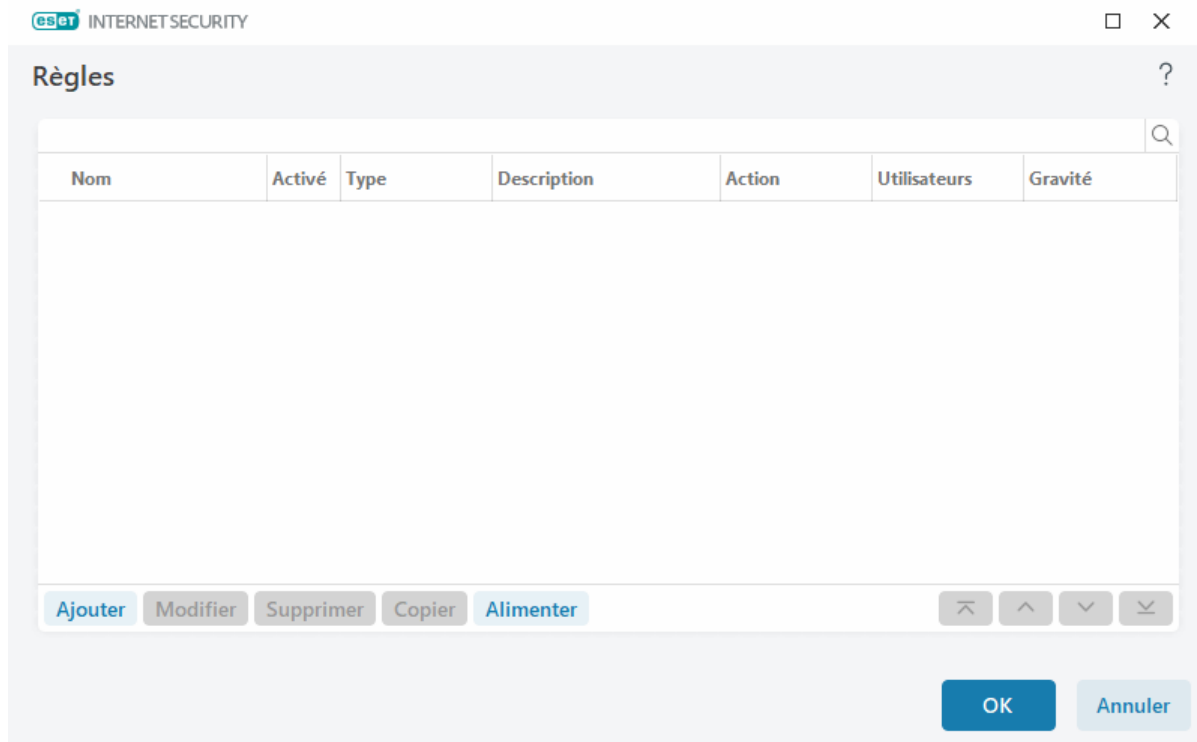 eset INTERNET SECURITY
Règles
?
Nom Activé Type Description Action Utilisateurs Gravité
Ajouter Modifier Supprimer Copier Alimenter
OK Annuler